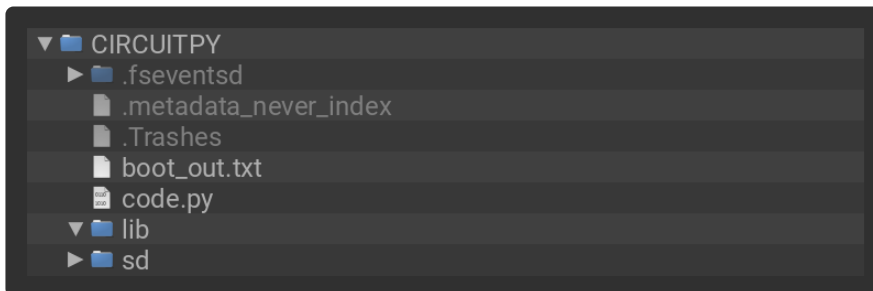 CIRCUITPY
.fseventsd
.metadata_never_index
.Trashes
boot_out.txt
code.py
lib
sd